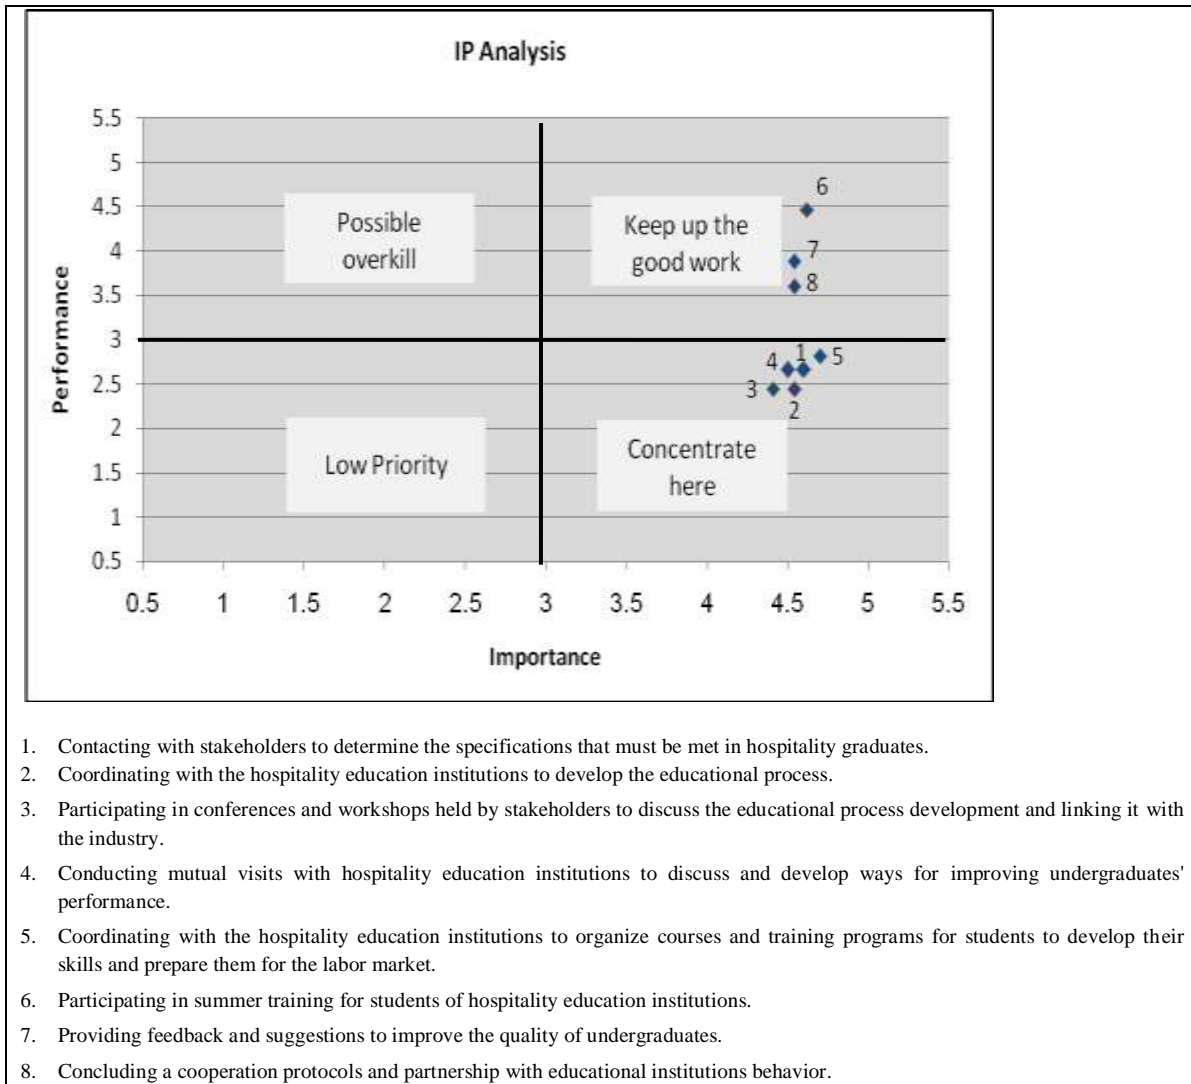 IP Analysis
5.5
5
4.5
4
3.5
3
2.5
2
1.5
1
0.5
Performance
Possible
overkill
Keep up the
good work
Low Priority
Concentrate
here
6
7
8
4
1
5
3
2
0.5 1 1.5 2 2.5 3 3.5 4 4.5 5 5.5
Importance
1. Contacting with stakeholders to determine the specifications that must be met in hospitality graduates.
2. Coordinating with the hospitality education institutions to develop the educational process.
3. Participating in conferences and workshops held by stakeholders to discuss the educational process development and linking it with
the industry.
4. Conducting mutual visits with hospitality education institutions to discuss and develop ways for improving undergraduates'
performance.
5. Coordinating with the hospitality education institutions to organize courses and training programs for students to develop their
skills and prepare them for the labor market.
6. Participating in summer training for students of hospitality education institutions.
7. Providing feedback and suggestions to improve the quality of undergraduates.
8. Concluding a cooperation protocols and partnership with educational institutions behavior.